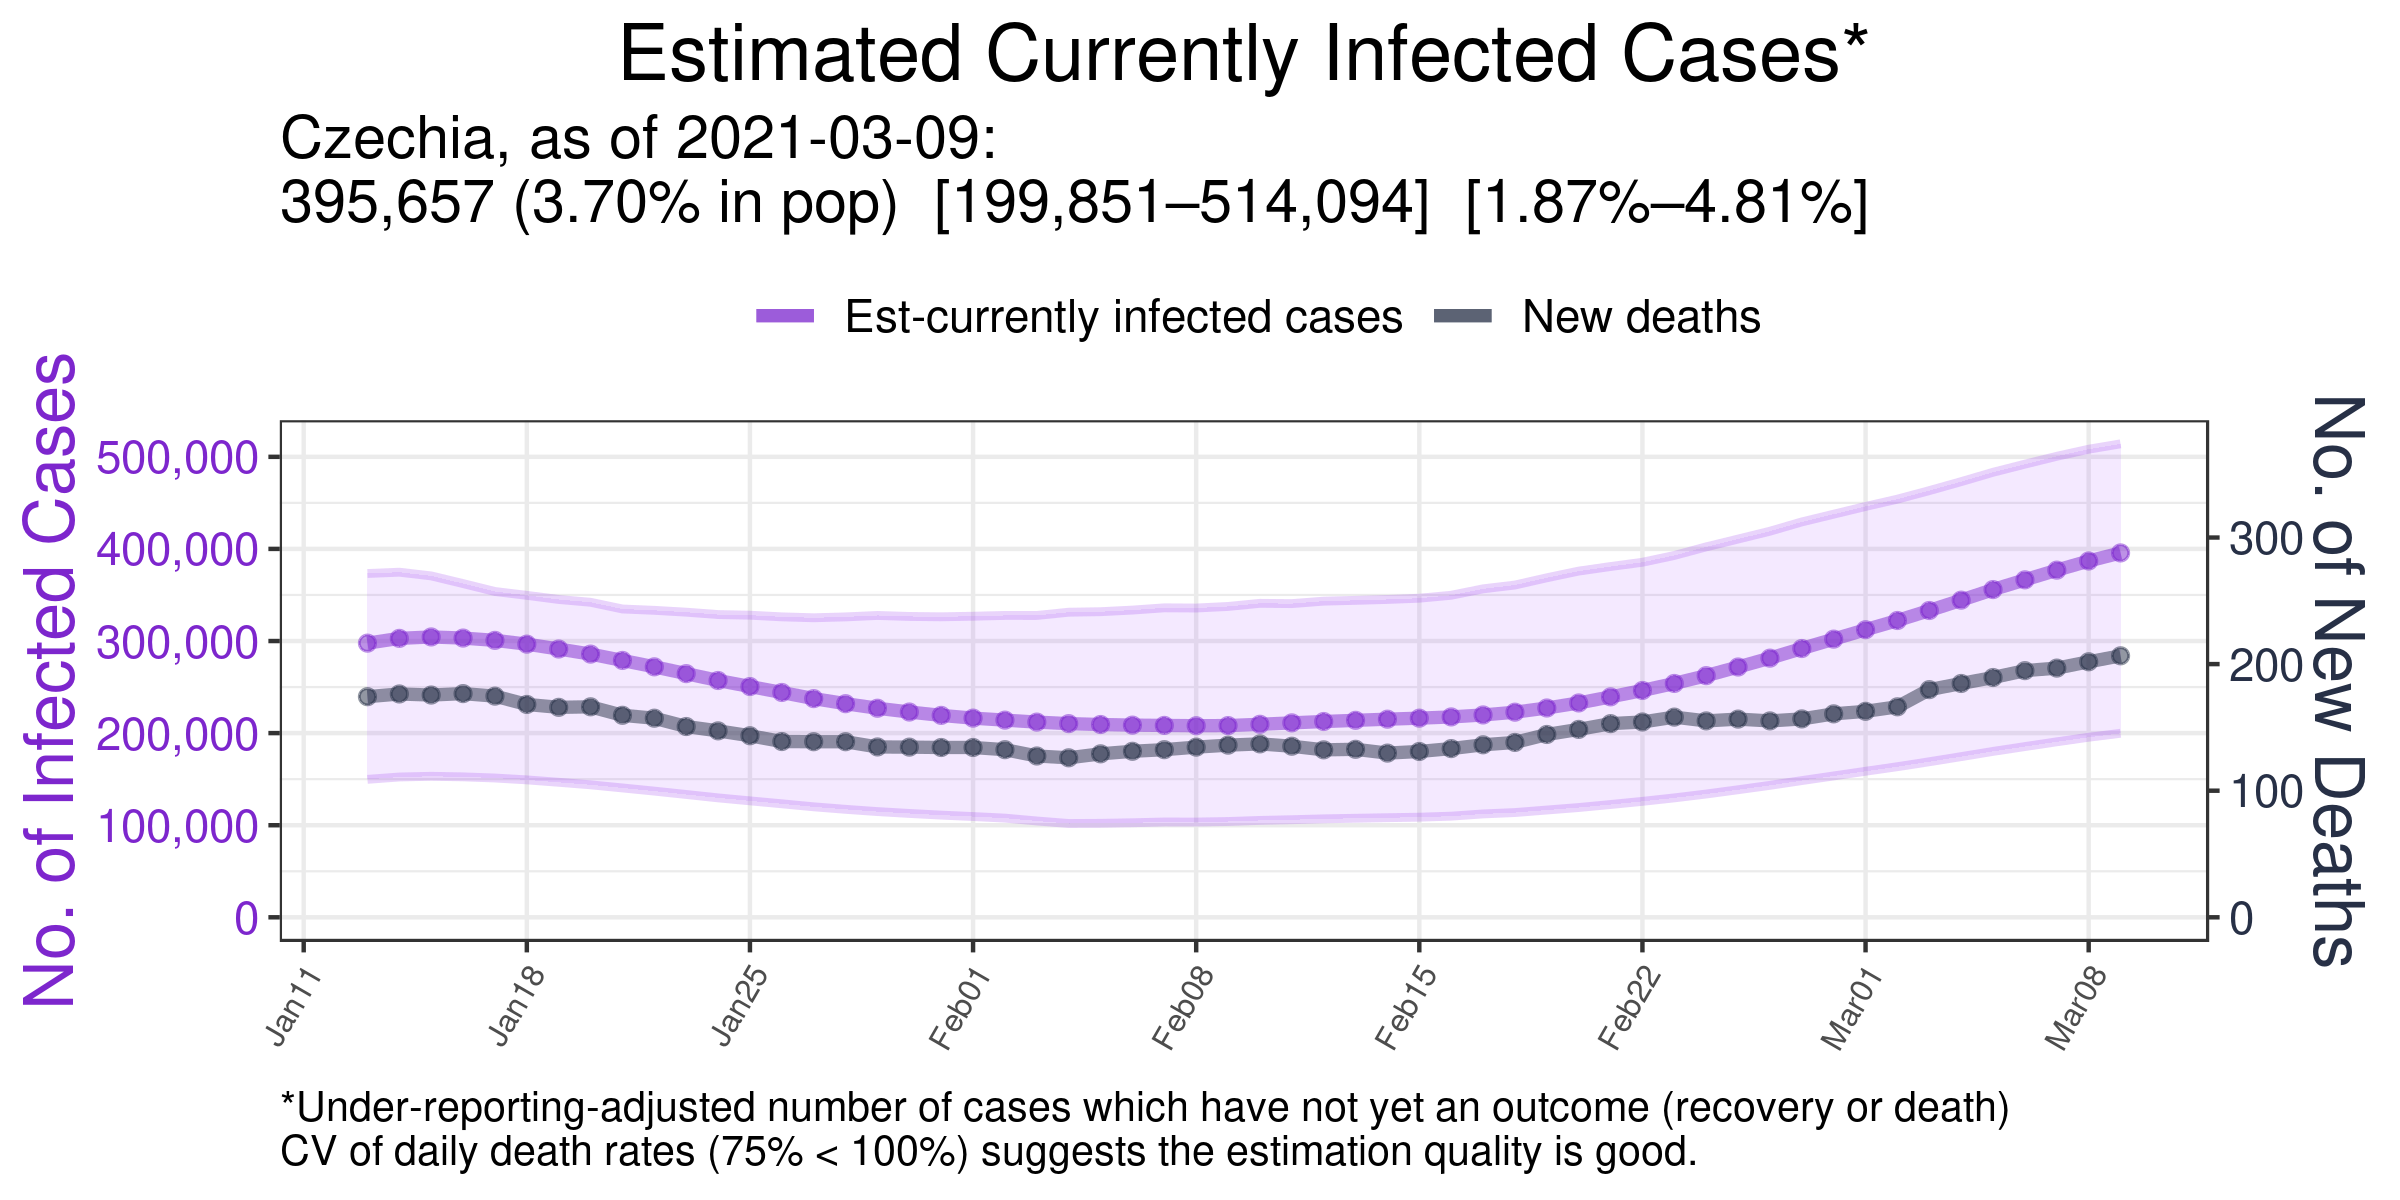 Estimated Currently Infected Cases*
Czechia, as of 2021-03-09:
395,657 (3.70% in pop)  [199,851–514,094]  [1.87%–4.81%]
Est-currently infected cases
New deaths
No. of Infected Cases
500,000
400,000
300,000
200,000
100,000
0
No. of New Deaths
300
200
100
0
Jan11
Jan18
Jan25
Feb01
Feb08
Feb15
Feb22
Mar01
Mar08
*Under-reporting-adjusted number of cases which have not yet an outcome (recovery or death)
CV of daily death rates (75% < 100%) suggests the estimation quality is good.